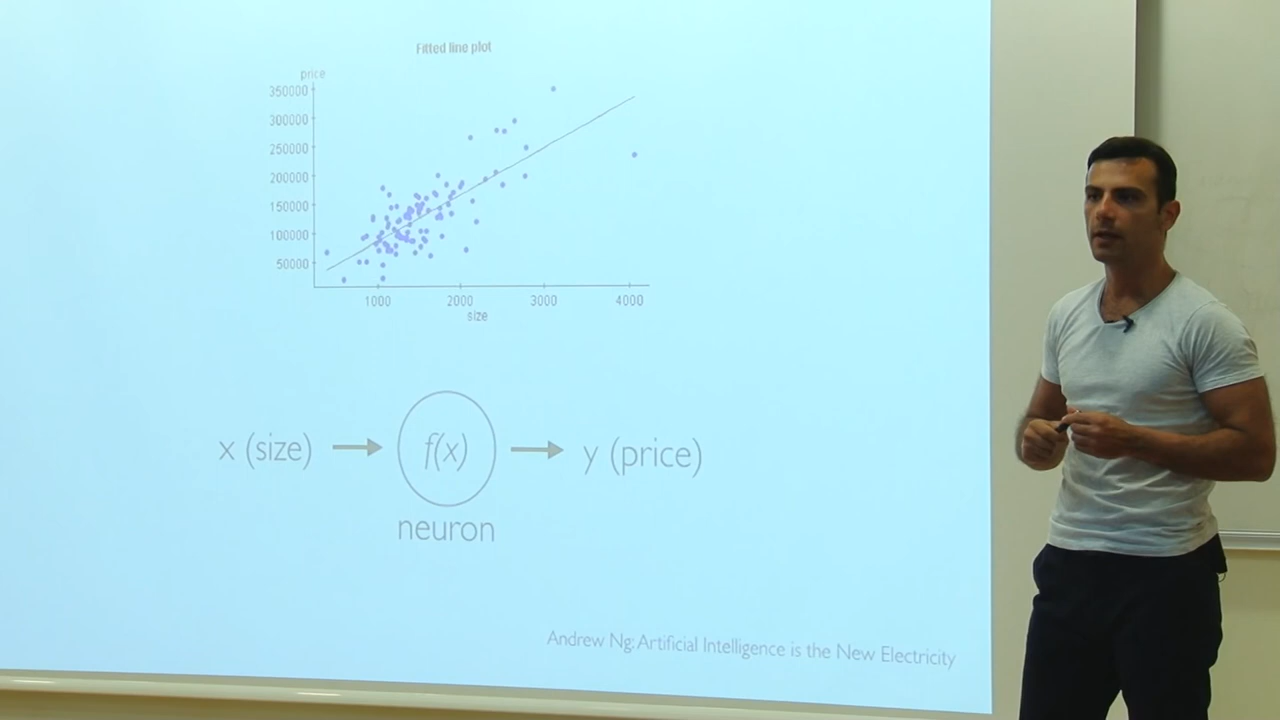 Fitted line plot
price
350000
300000
250000
200000
150000
100000
50000
1000 2000 3000 4000
size
x (size) f(x) y (price)
neuron
Andrew Ng: Artificial Intelligence is the New Electricity